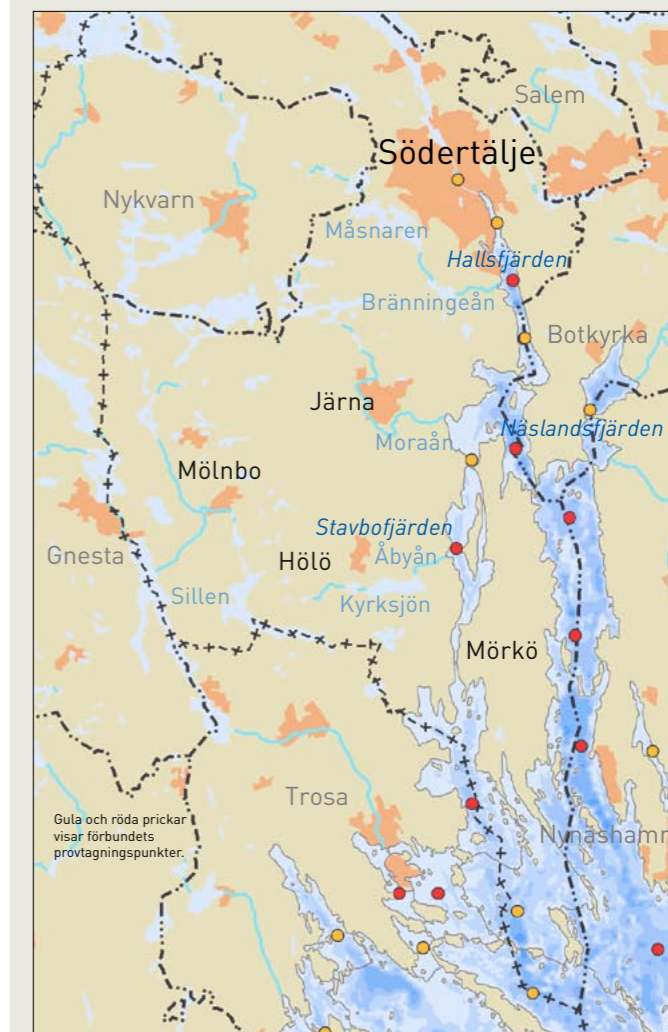 Salem
Södertälje
Nykvarn
Måsnaren
Hallsfjärden
Bränningeån
Botkyrka
Järna
Näslandsfjärden
Moraån
Mölnbo
Stavbofjärden
Gnesta
Hölö
Åbyån
Sillen
Kyrksjön
Mörkö
Trosa
Gula och röda prickar
visar förbundets
provtagningspunkter.
Nynäshamn